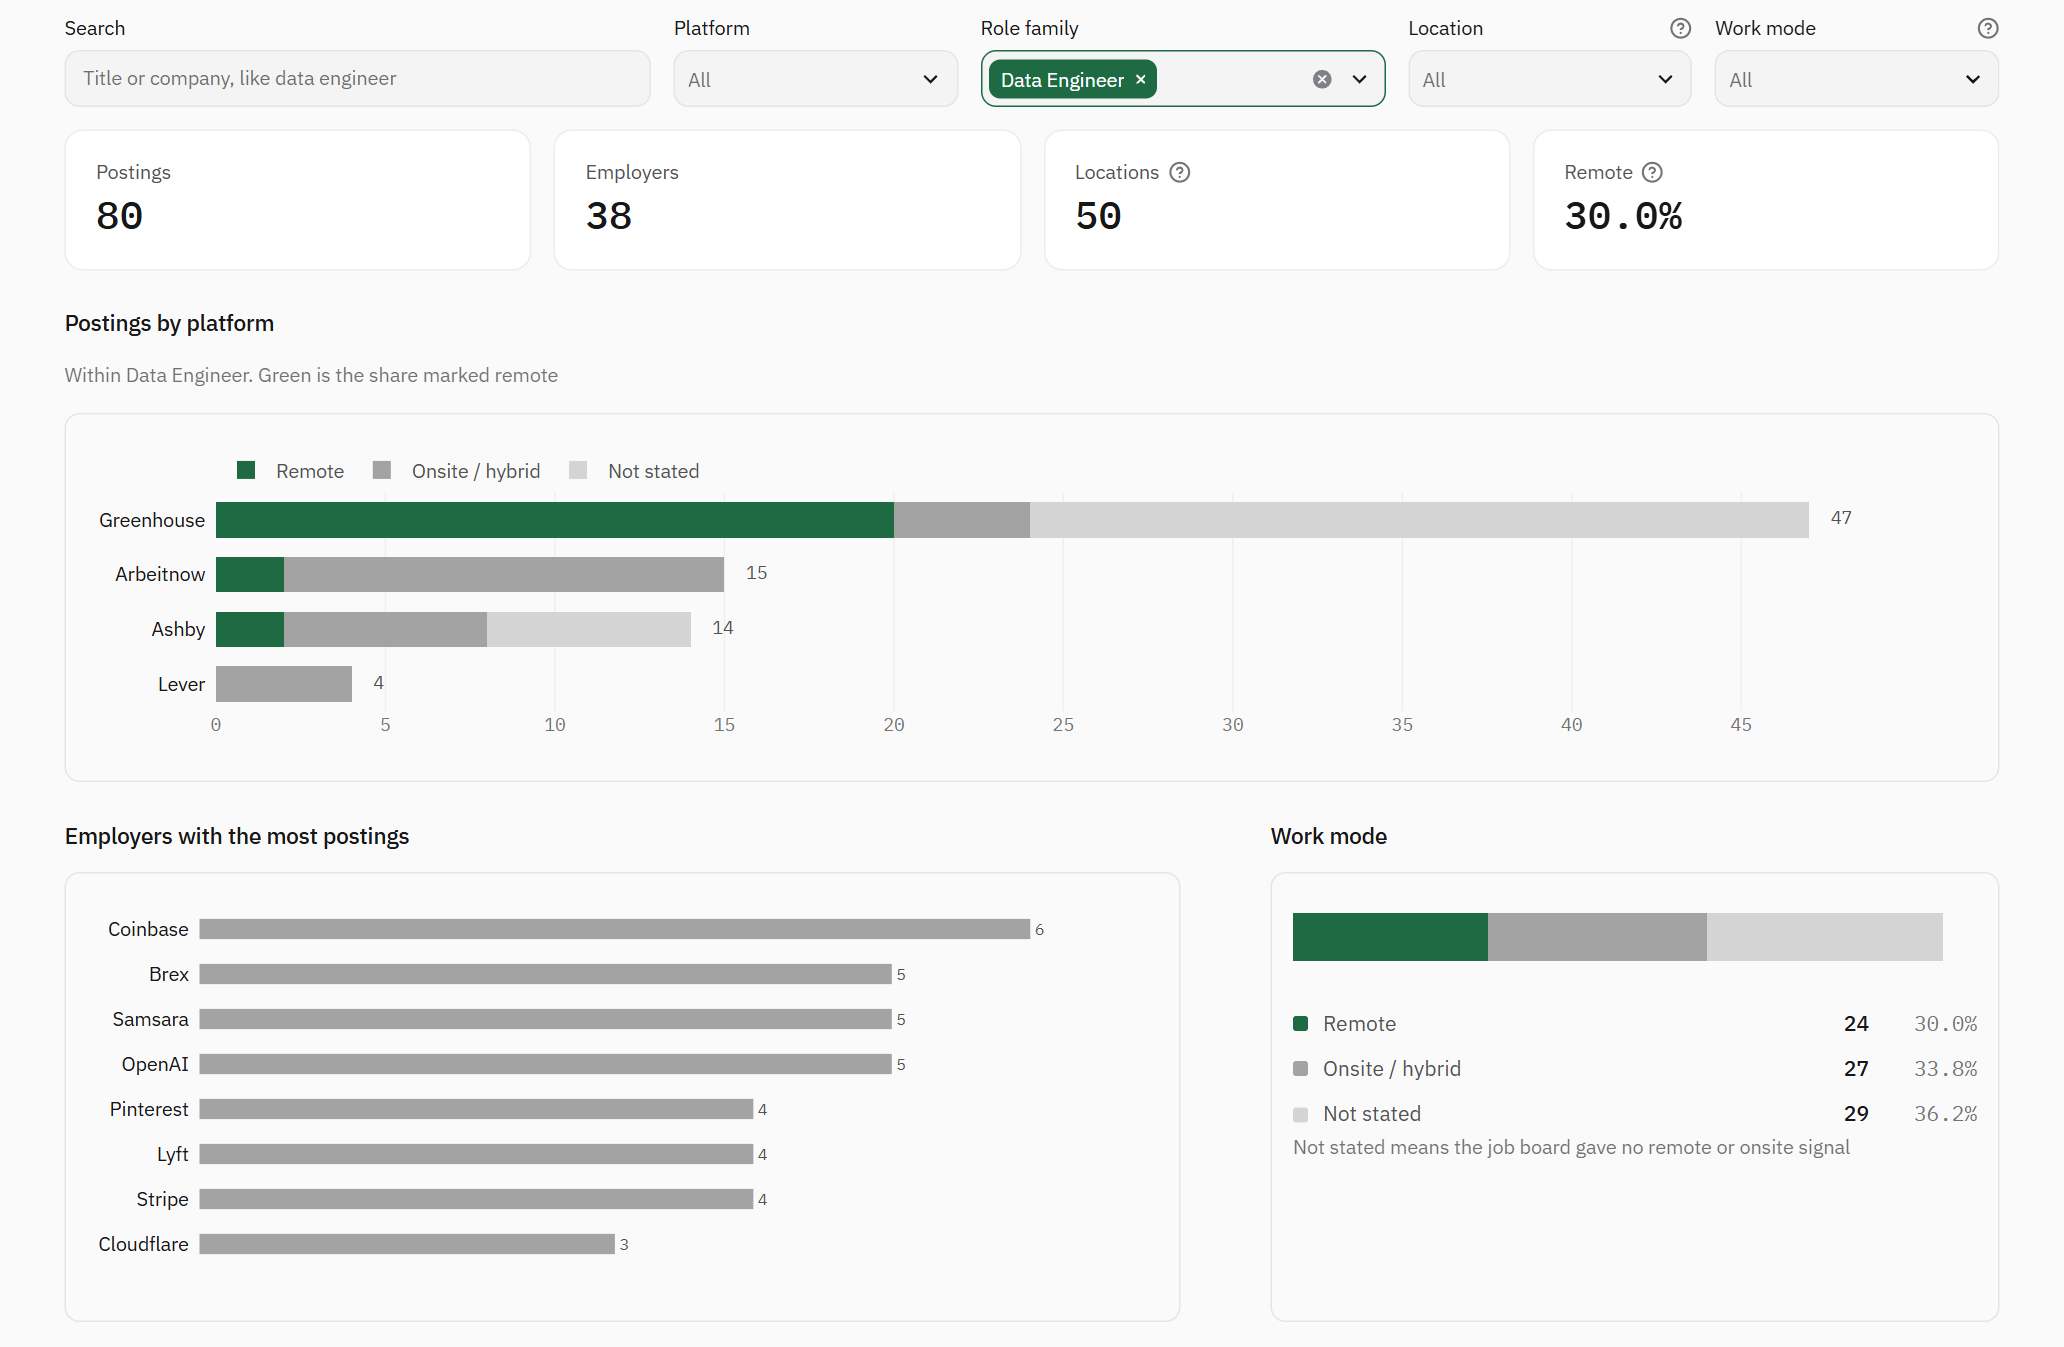 Search
Platform
Role family
Location
Work mode
Title or company, like data engineer
All
Data Engineer ×
All
All
Postings
Employers
Locations
Remote
80
38
50
30.0%
Postings by platform
Within Data Engineer. Green is the share marked remote
Remote Onsite / hybrid Not stated
Greenhouse 47
Arbeitnow 15
Ashby 14
Lever 4
0 5 10 15 20 25 30 35 40 45
Employers with the most postings
Coinbase 6
Brex 5
Samsara 5
OpenAI 5
Pinterest 4
Lyft 4
Stripe 4
Cloudflare 3
Work mode
Remote 24 30.0%
Onsite / hybrid 27 33.8%
Not stated 29 36.2%
Not stated means the job board gave no remote or onsite signal